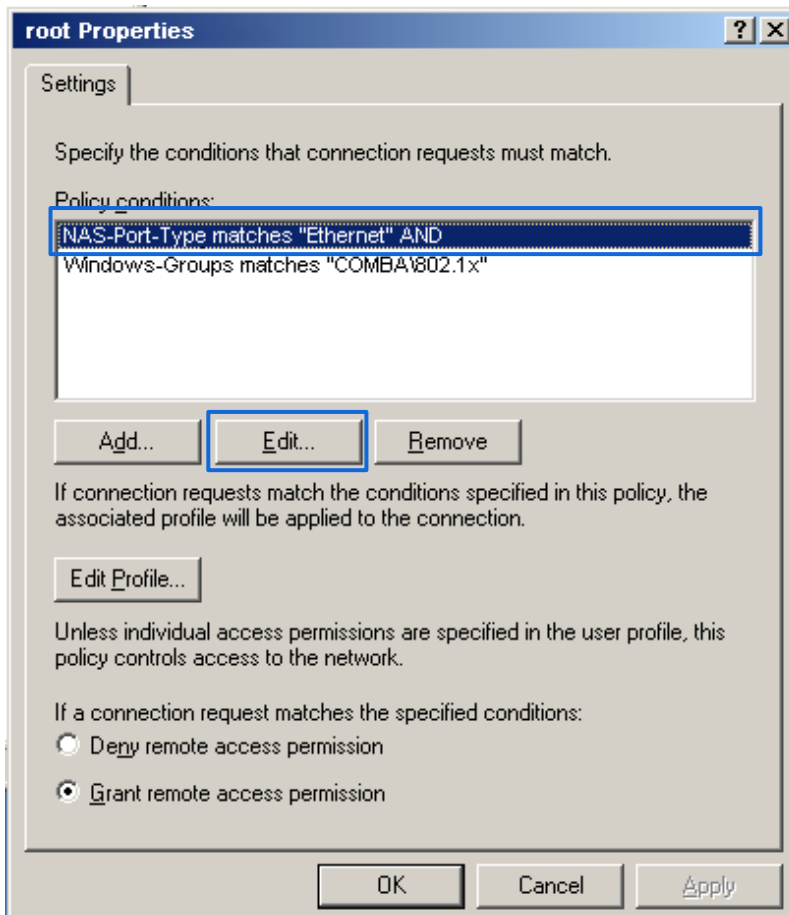 root Properties
Settings
Specify the conditions that connection requests must match.
Policy conditions:
NAS-Port-Type matches "Ethernet" AND
Windows-Groups matches "COMBA\802.1x"
Add... Edit... Remove
If connection requests match the conditions specified in this policy, the
associated profile will be applied to the connection.
Edit Profile...
Unless individual access permissions are specified in the user profile, this
policy controls access to the network.
If a connection request matches the specified conditions:
Deny remote access permission
Grant remote access permission
OK Cancel Apply